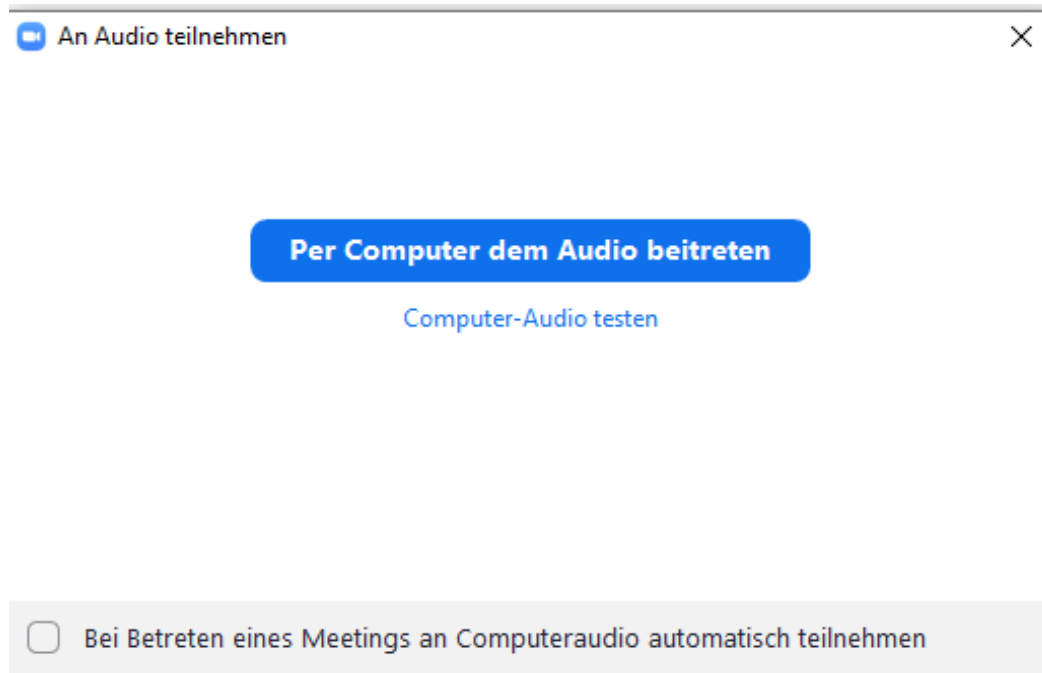 An Audio teilnehmen
Per Computer dem Audio beitreten
Computer-Audio testen
Bei Betreten eines Meetings an Computeraudio automatisch teilnehmen